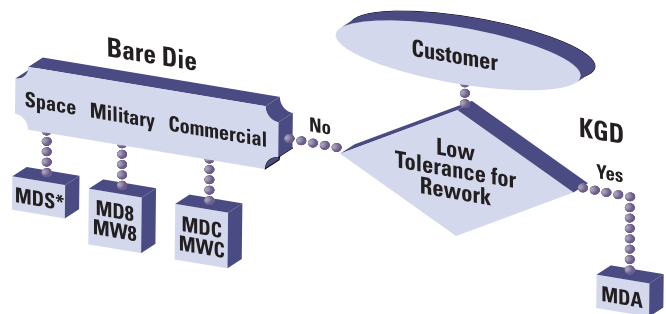 Customer
Bare Die
Space Military Commercial
No
Low
Tolerance for
Rework
KGD
Yes
MDS*
MD8
MW8
MDC
MWC
MDA